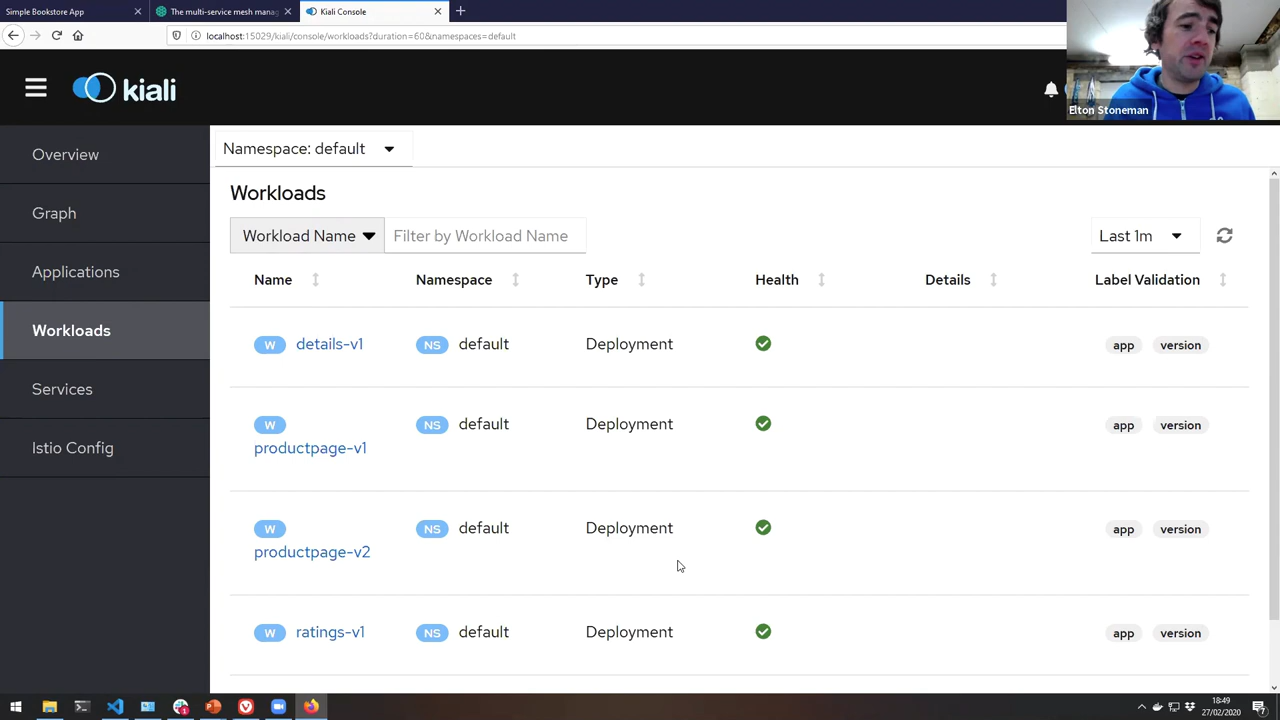 Simple Bookstore App
The multi-service mesh manag
Kiali Console
localhost:15029/kiali/console/workloads?duration=60&namespaces=default
kiali
Elton Stoneman
Overview
Graph
Applications
Workloads
Services
Istio Config
Namespace: default
Workloads
Workload Name
Filter by Workload Name
Last 1m
Name Namespace Type Health Details Label Validation
W details-v1 NS default Deployment app version
W productpage-v1 NS default Deployment app version
W productpage-v2 NS default Deployment app version
W ratings-v1 NS default Deployment app version
18:49
27/02/2020